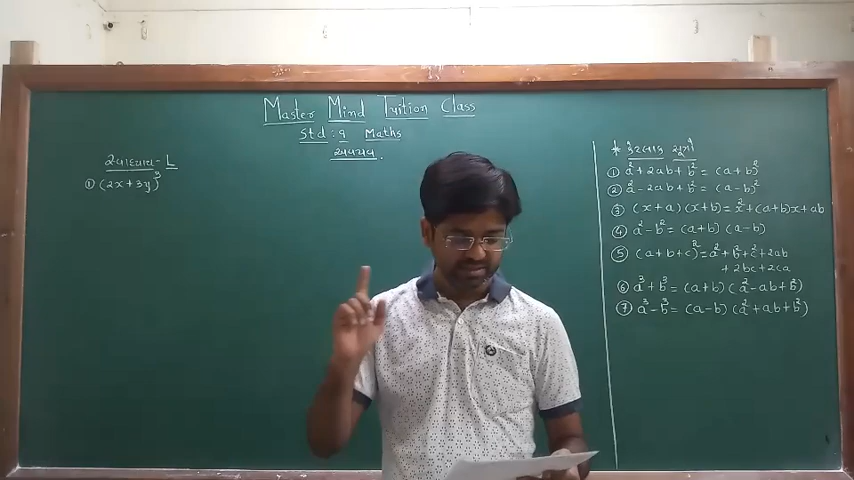 Master Mind Tuition Class
Std : 9 Maths
અવયવ.
સ્વાધ્યાય - L
① (2x+3y)³
* કેટલાક સૂત્રો
① a²+2ab+b² = (a+b)²
② a²-2ab+b² = (a-b)²
③ (x+a)(x+b)=x²+(a+b)x+ab
④ a²-b²=(a+b)(a-b)
⑤ (a+b+c)²=a²+b²+c²+2ab
+2bc+2ca
⑥ a³+b³=(a+b)(a²-ab+b²)
⑦ a³-b³=(a-b)(a²+ab+b²)